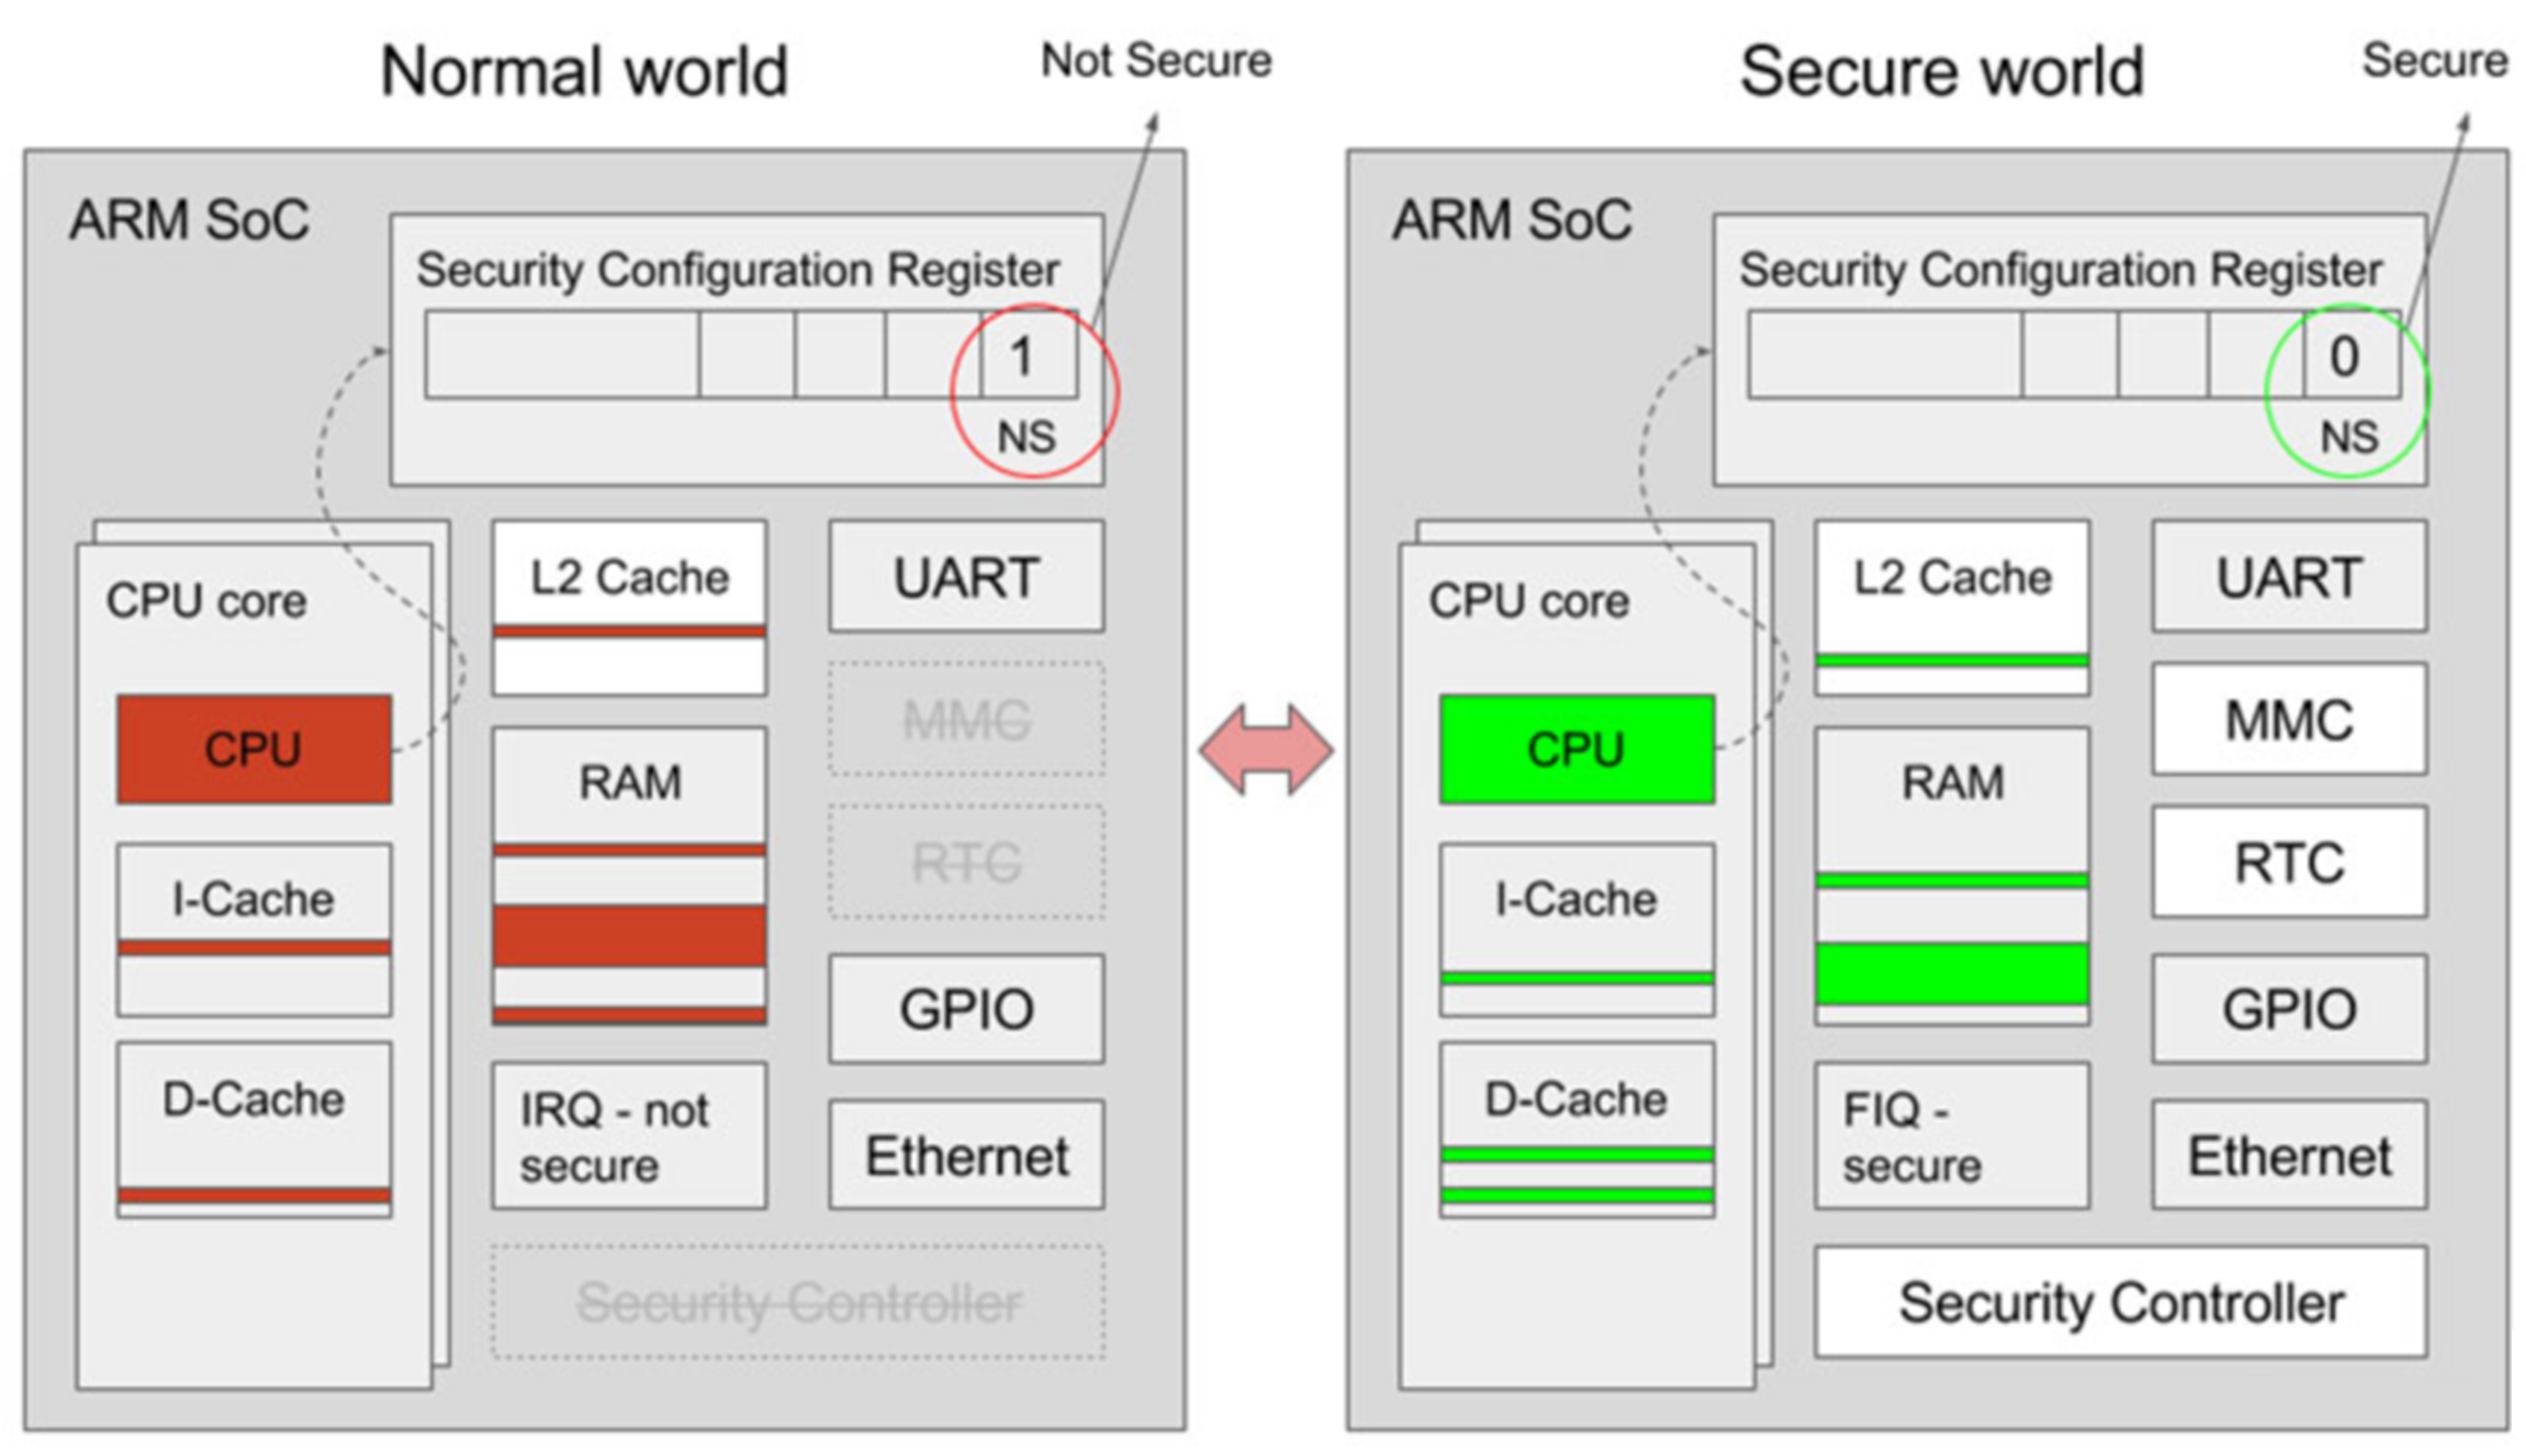 Normal world
Not Secure
ARM SoC
Security Configuration Register
1
NS
CPU core
CPU
I-Cache
D-Cache
L2 Cache
RAM
IRQ - not
secure
UART
MMC
RTC
GPIO
Ethernet
Security Controller
Secure world
Secure
ARM SoC
Security Configuration Register
0
NS
CPU core
CPU
I-Cache
D-Cache
L2 Cache
RAM
FIQ -
secure
UART
MMC
RTC
GPIO
Ethernet
Security Controller